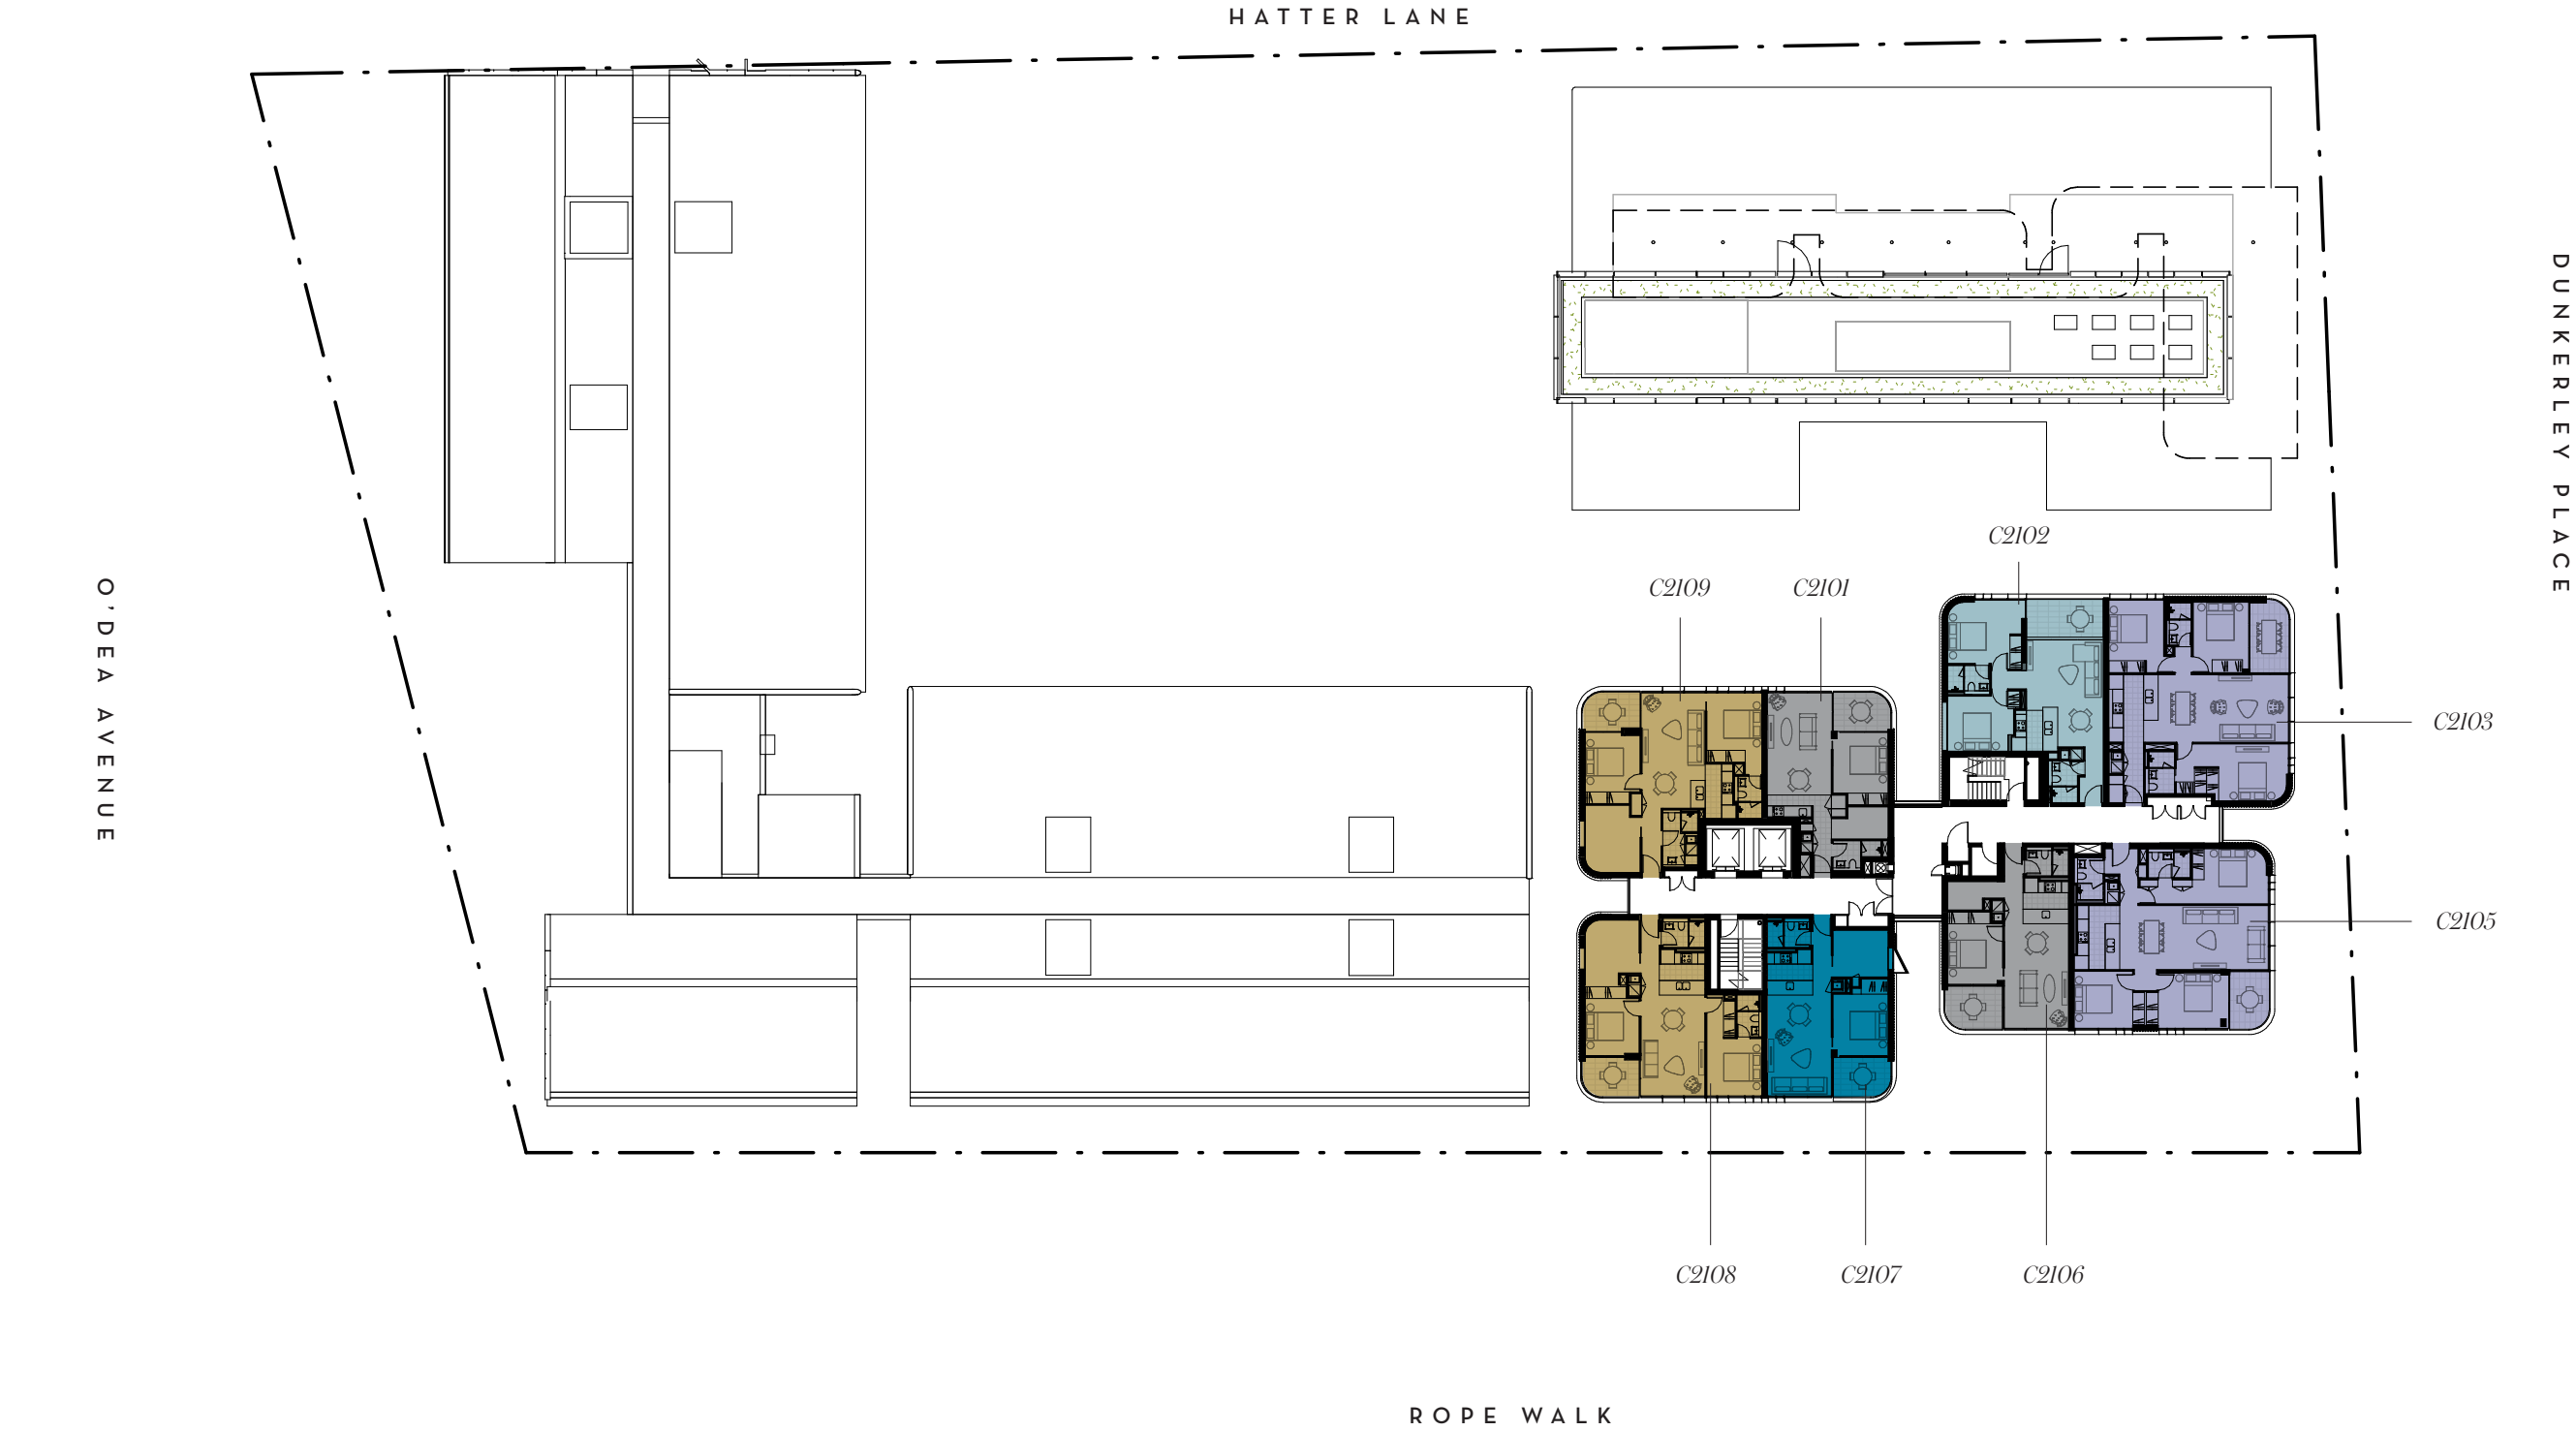 HATTER LANE
DUNKERLEY PLACE
C2102
C2109
C2101
O'DEA AVENUE
C2103
C2105
C2108
C2107
C2106
ROPE WALK